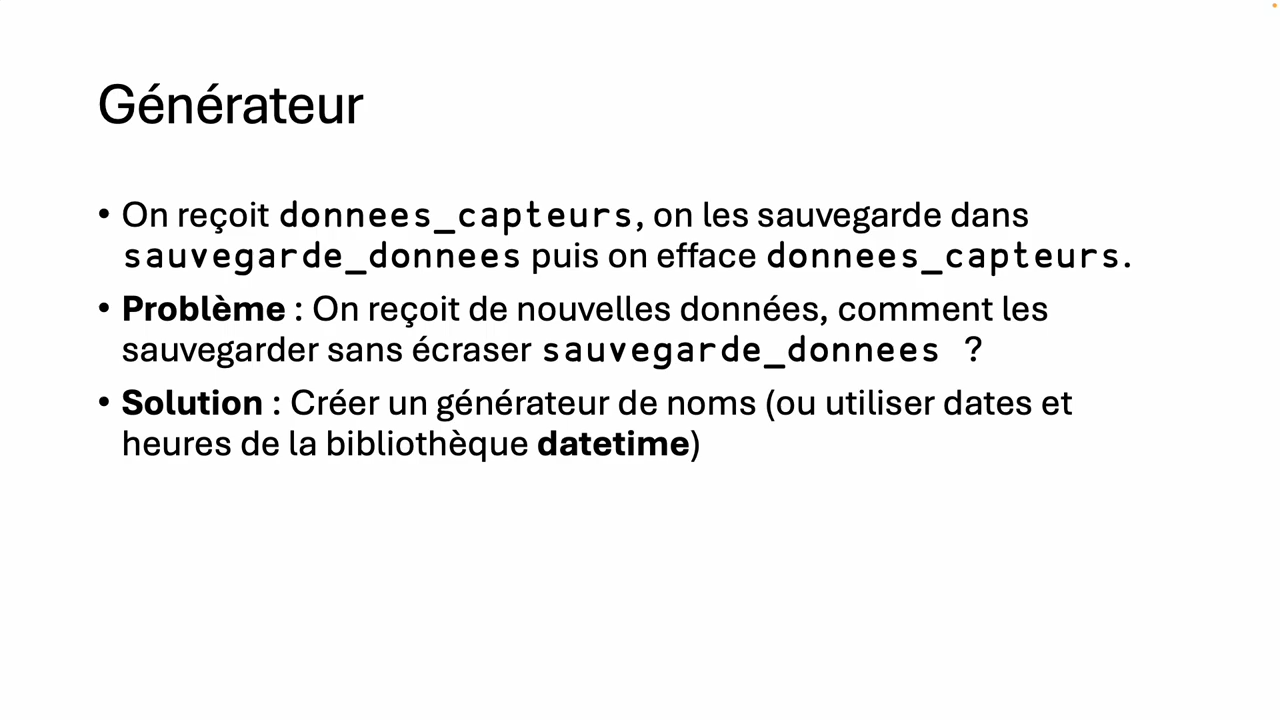 Générateur
• On reçoit donnees_capteurs, on les sauvegarde dans
sauvegarde_donnees puis on efface donnees_capteurs.
• Problème : On reçoit de nouvelles données, comment les
sauvegarder sans écraser sauvegarde_donnees ?
• Solution : Créer un générateur de noms (ou utiliser dates et
heures de la bibliothèque datetime)